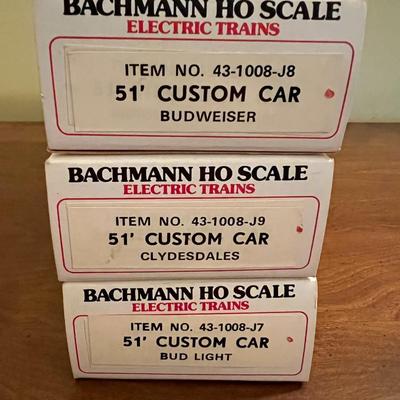 BACHMANN HO SCALE
ELECTRIC TRAINS
ITEM NO. 43-1008-J8
51' CUSTOM CAR
BUDWEISER
BACHMANN HO SCALE
ELECTRIC TRAINS
ITEM NO. 43-1008-J9
51' CUSTOM CAR
CLYDESDALES
BACHMANN HO SCALE
ELECTRIC TRAINS
ITEM NO. 43-1008-J7
51' CUSTOM CAR
BUD LIGHT